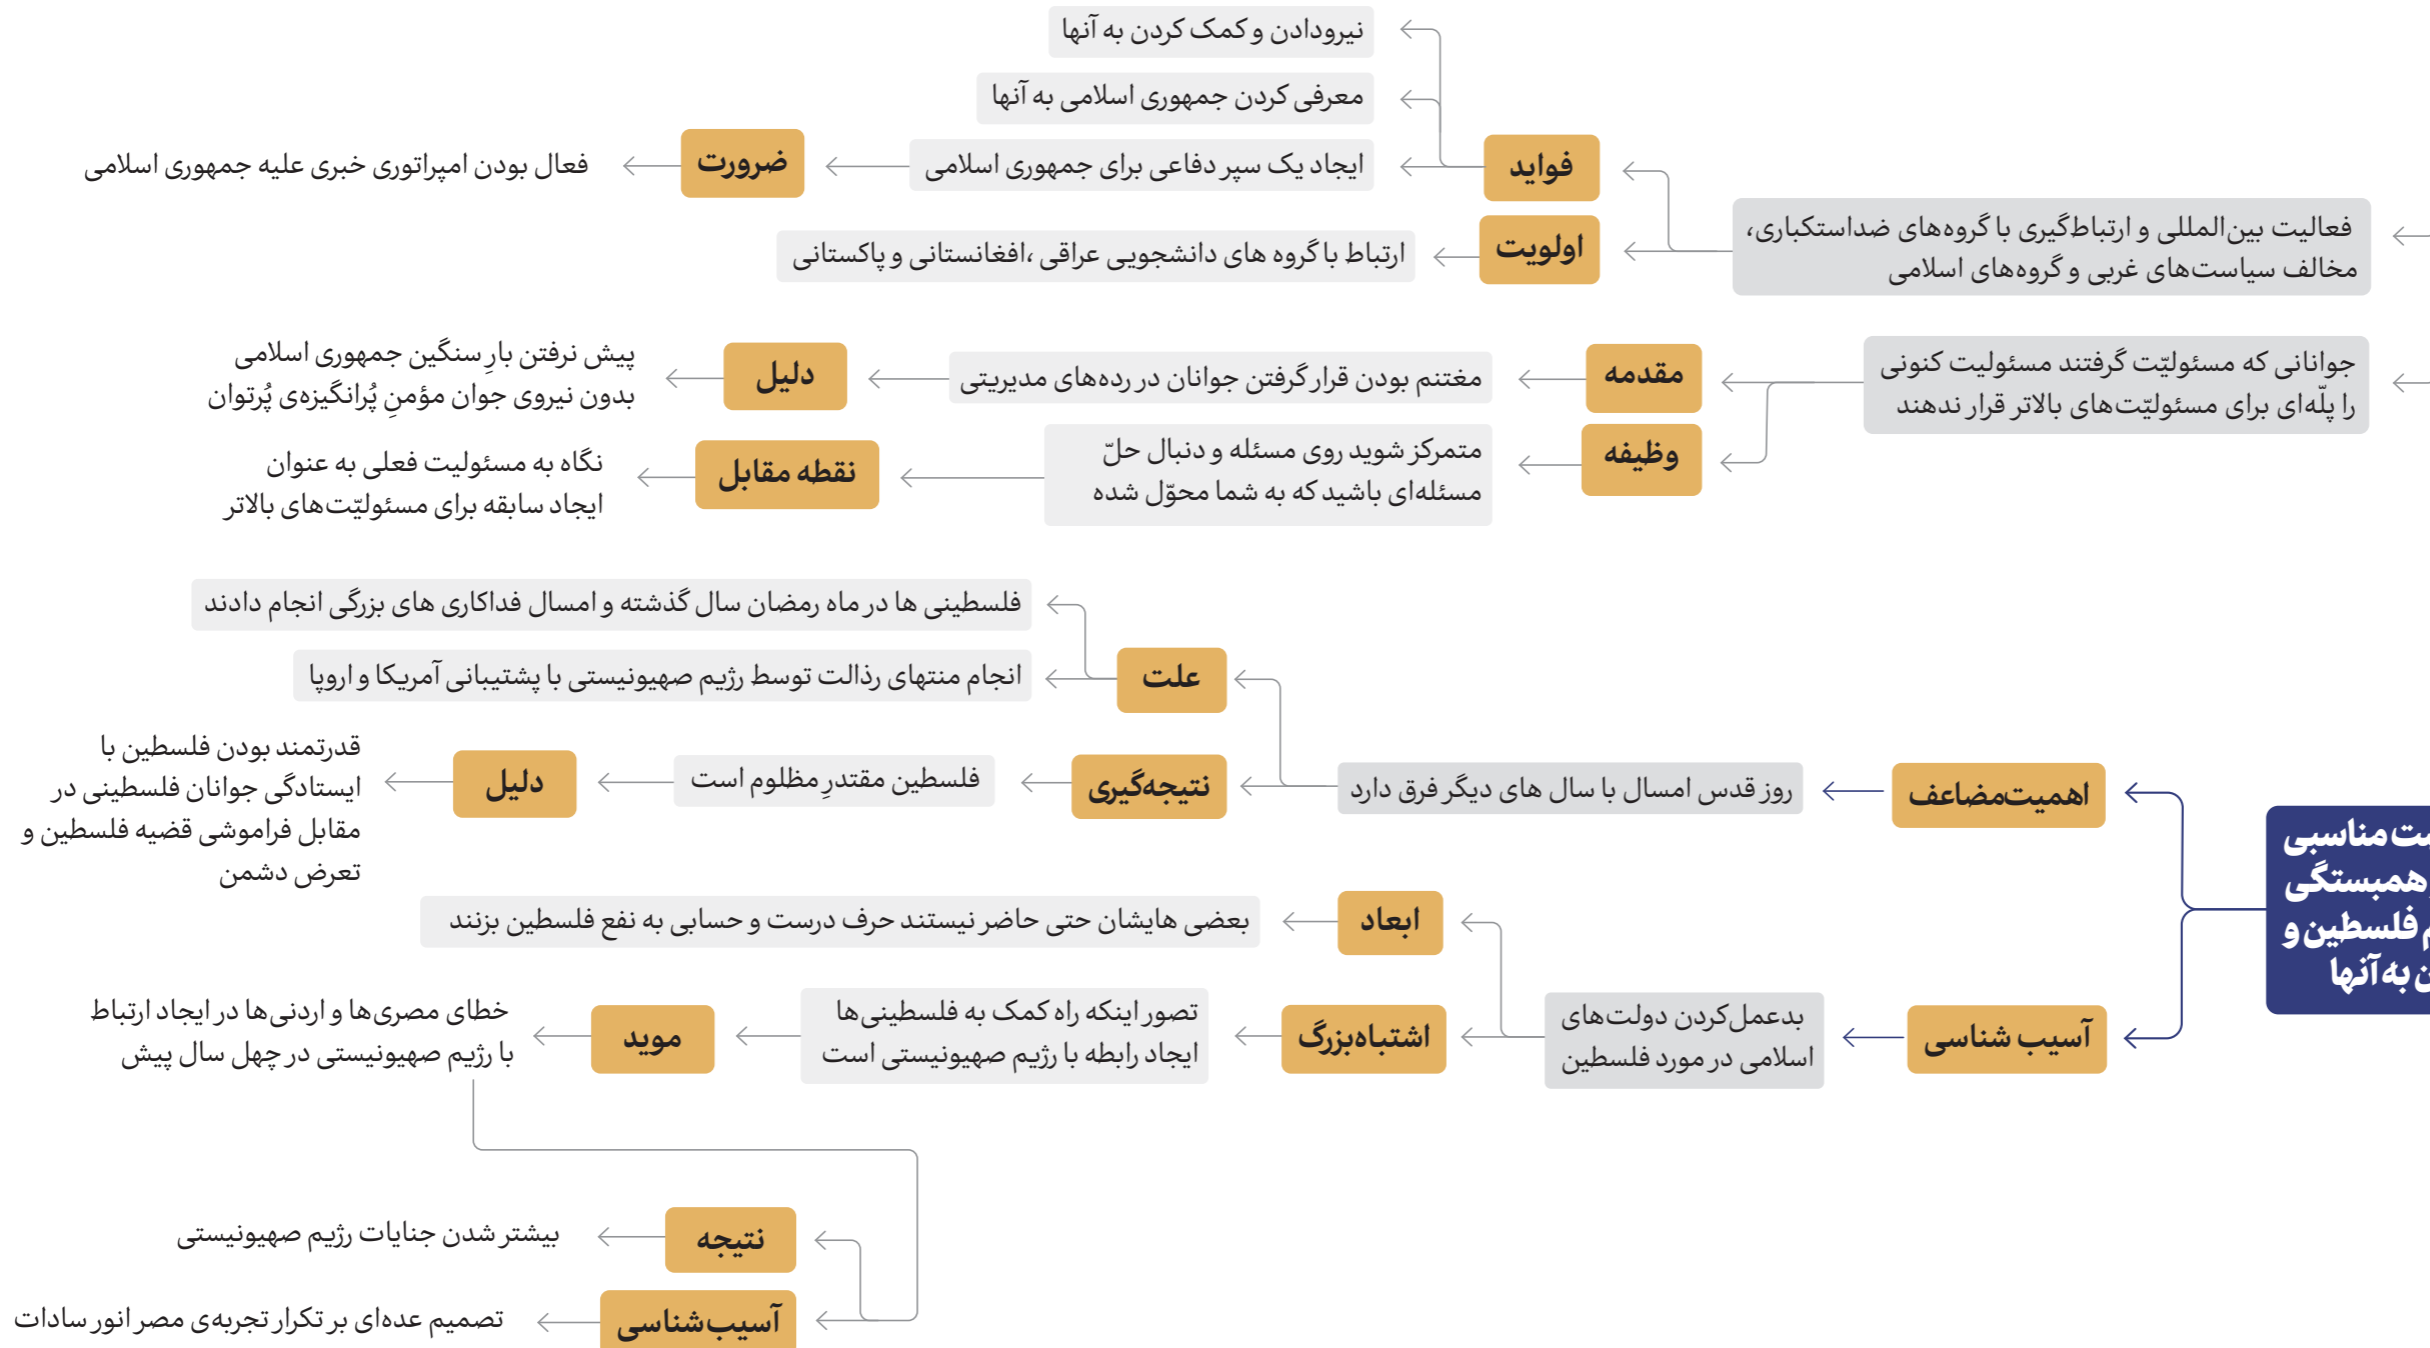 فعالیت بین‌المللی و ارتباط‌گیری با گروه‌های ضداستکباری،
مخالف سیاست‌های غربی و گروه‌های اسلامی
فواید
نیرودادن و کمک کردن به آنها
معرفی کردن جمهوری اسلامی به آنها
ایجاد یک سپر دفاعی برای جمهوری اسلامی
ضرورت
فعال بودن امپراتوری خبری علیه جمهوری اسلامی
اولویت
ارتباط با گروه های دانشجویی عراقی ،افغانستانی و پاکستانی
جوانانی که مسئولیّت گرفتند مسئولیت کنونی
را پلّه‌ای برای مسئولیّت‌های بالاتر قرار ندهند
مقدمه
مغتنم بودن قرار گرفتن جوانان در رده‌های مدیریتی
دلیل
پیش نرفتن بارِ سنگین جمهوری اسلامی
بدون نیروی جوان مؤمنِ پُرانگیزه‌ی پُرتوان
وظیفه
متمرکز شوید روی مسئله و دنبال حلّ
مسئله‌ای باشید که به شما محوّل شده
نقطه مقابل
نگاه به مسئولیت فعلی به عنوان
ایجاد سابقه برای مسئولیّت‌های بالاتر
مناسبی
همبستگی
فلسطین و
به آنها
اهمیت‌مضاعف
روز قدس امسال با سال های دیگر فرق دارد
علت
فلسطینی ها در ماه رمضان سال گذشته و امسال فداکاری های بزرگی انجام دادند
انجام منتهای رذالت توسط رژیم صهیونیستی با پشتیبانی آمریکا و اروپا
نتیجه‌گیری
فلسطین مقتدرِ مظلوم است
دلیل
قدرتمند بودن فلسطین با
ایستادگی جوانان فلسطینی در
مقابل فراموشی قضیه فلسطین و
تعرض دشمن
آسیب شناسی
بدعمل‌کردن دولت‌های
اسلامی در مورد فلسطین
ابعاد
بعضی هایشان حتی حاضر نیستند حرف درست و حسابی به نفع فلسطین بزنند
اشتباه‌بزرگ
تصور اینکه راه کمک به فلسطینی‌ها
ایجاد رابطه با رژیم صهیونیستی است
موید
خطای مصری‌ها و اردنی‌ها در ایجاد ارتباط
با رژیم صهیونیستی در چهل سال پیش
نتیجه
بیشتر شدن جنایات رژیم صهیونیستی
آسیب‌شناسی
تصمیم عده‌ای بر تکرار تجربه‌ی مصر انور سادات